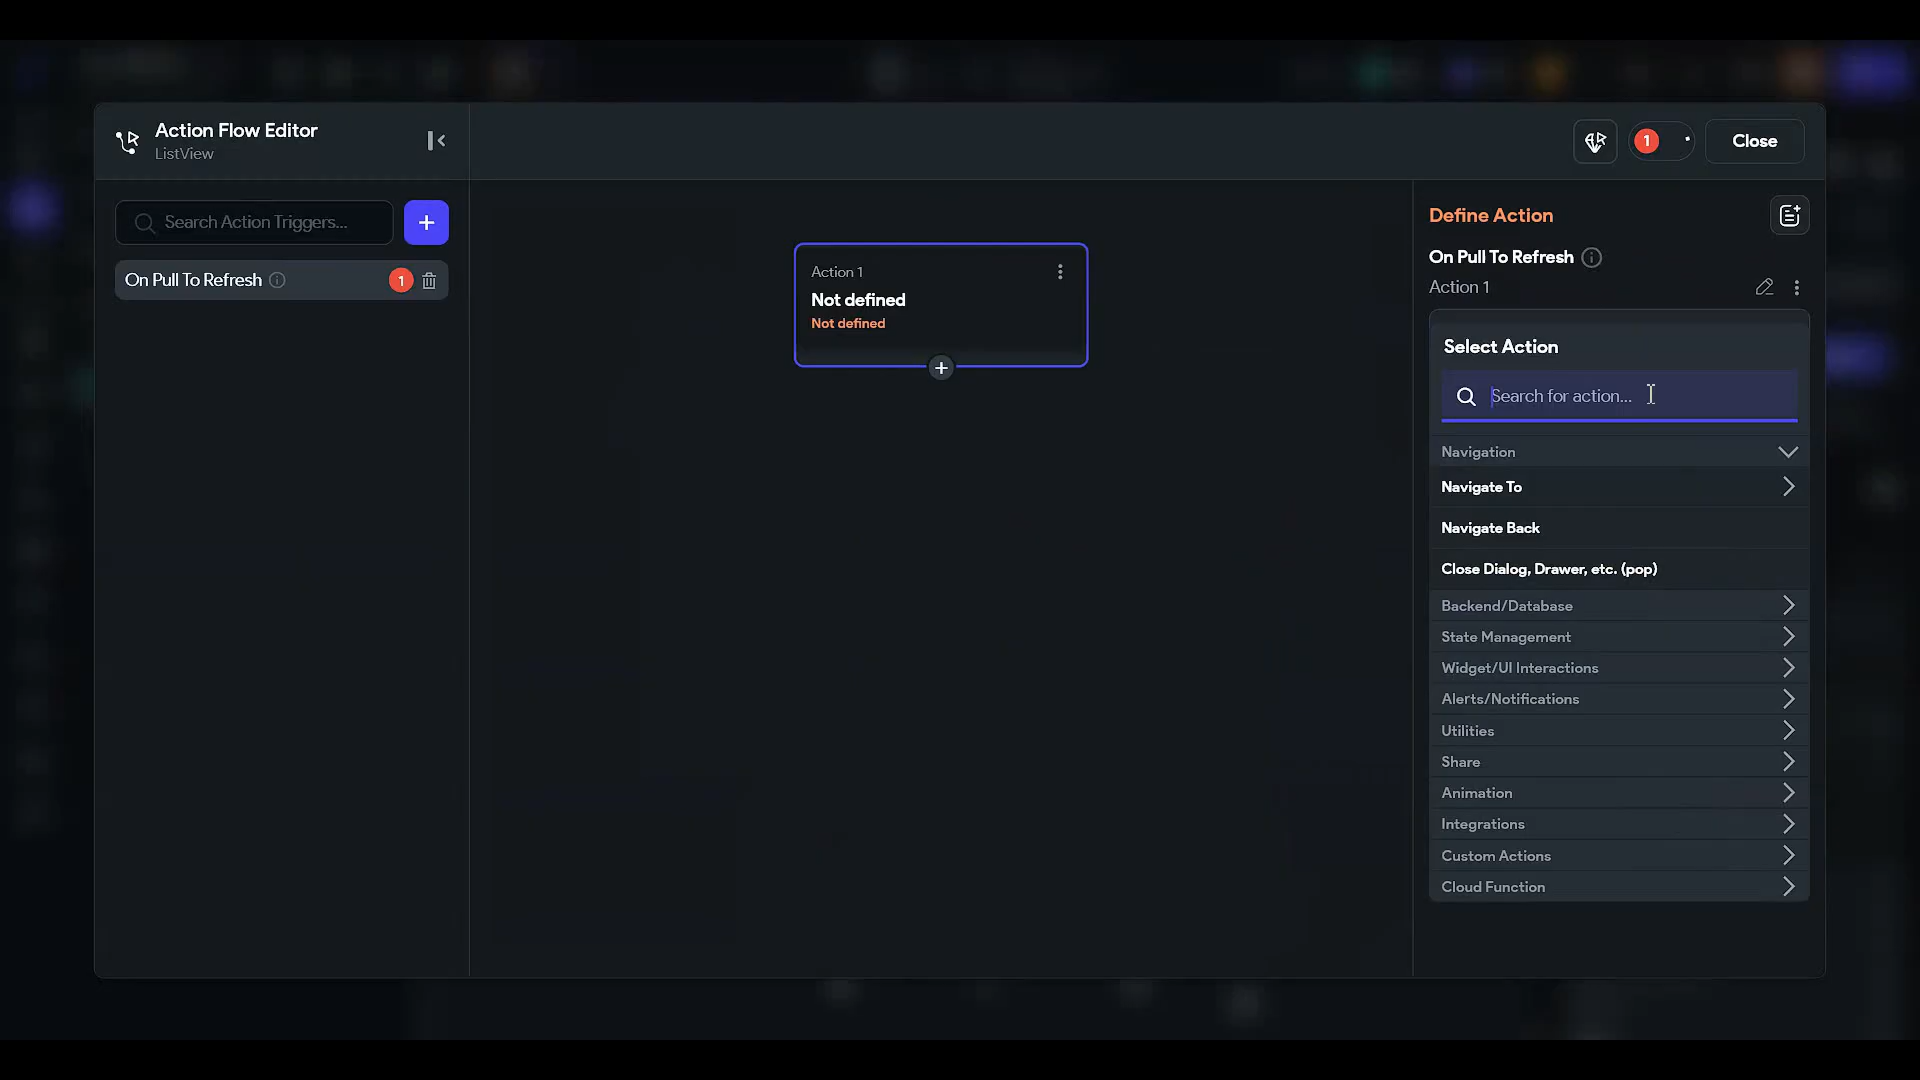 Action Flow Editor
ListView
1
Close
Search Action Triggers...
On Pull To Refresh
1
Action 1
Not defined
Not defined
Define Action
On Pull To Refresh
Action 1
Select Action
Search for action...
Navigation
Navigate To
Navigate Back
Close Dialog, Drawer, etc. (pop)
Backend/Database
State Management
Widget/UI Interactions
Alerts/Notifications
Utilities
Share
Animation
Integrations
Custom Actions
Cloud Function